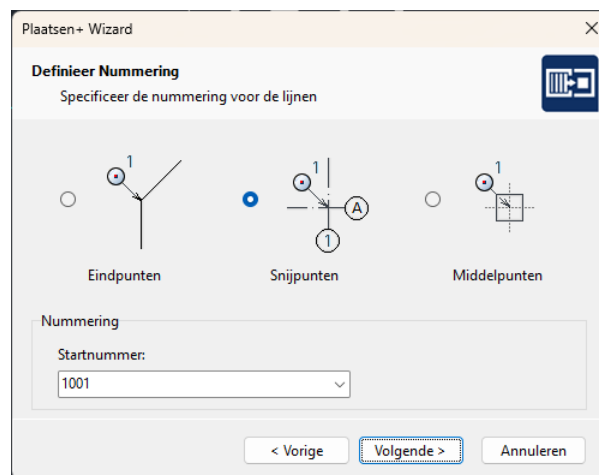 Plaatsen+ Wizard
Definieer Nummering
Specificeer de nummering voor de lijnen
1
1
A
1
1
Eindpunten
Snijpunten
Middelpunten
Nummering
Startnummer:
1001
< Vorige
Volgende >
Annuleren